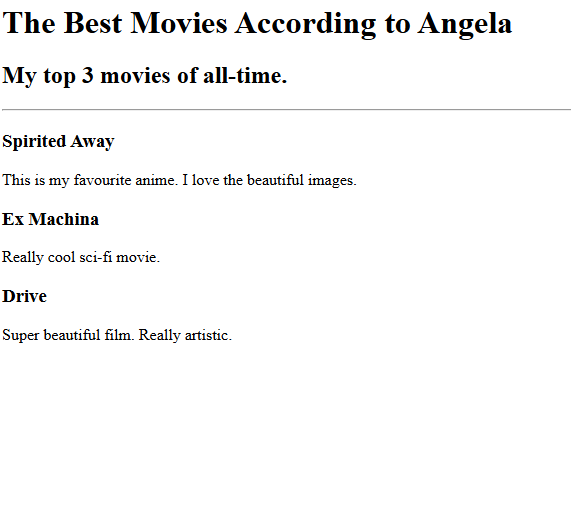 The Best Movies According to Angela
My top 3 movies of all-time.
Spirited Away
This is my favourite anime. I love the beautiful images.
Ex Machina
Really cool sci-fi movie.
Drive
Super beautiful film. Really artistic.